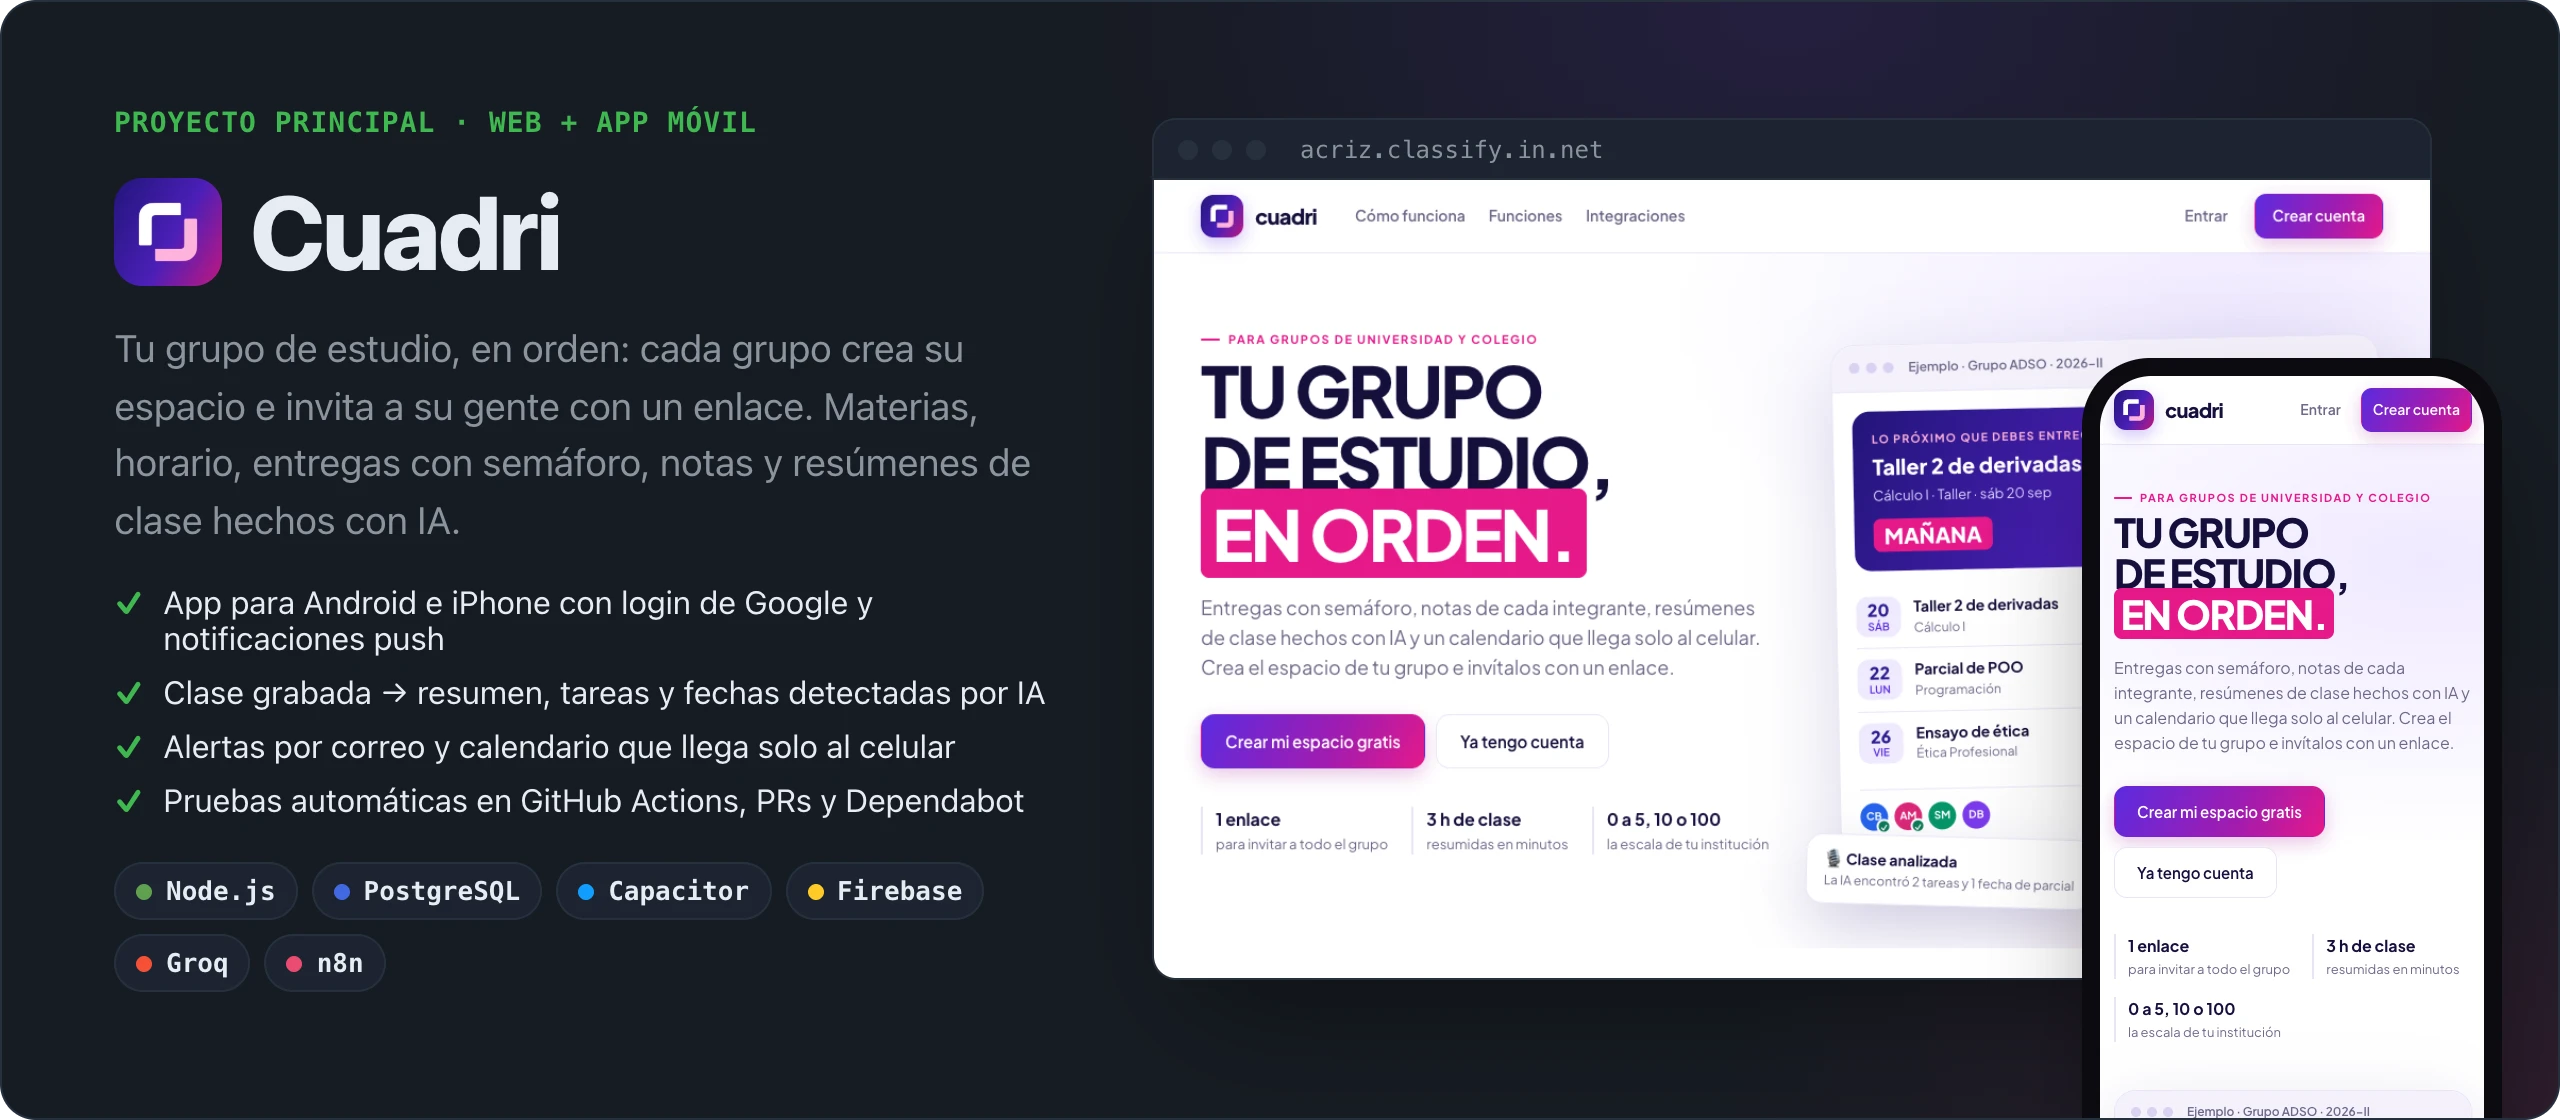 PROYECTO PRINCIPAL · WEB + APP MÓVIL
Cuadri
Tu grupo de estudio, en orden: cada grupo crea su
espacio e invita a su gente con un enlace. Materias,
horario, entregas con semáforo, notas y resúmenes de
clase hechos con IA.
App para Android e iPhone con login de Google y
notificaciones push
Clase grabada → resumen, tareas y fechas detectadas por IA
Alertas por correo y calendario que llega solo al celular
Pruebas automáticas en GitHub Actions, PRs y Dependabot
Node.js
PostgreSQL
Capacitor
Firebase
Groq
n8n
acriz.classify.in.net
cuadri
Cómo funciona
Funciones
Integraciones
Entrar
Crear cuenta
PARA GRUPOS DE UNIVERSIDAD Y COLEGIO
TU GRUPO
DE ESTUDIO,
EN ORDEN.
Entregas con semáforo, notas de cada integrante, resúmenes
de clase hechos con IA y un calendario que llega solo al celular.
Crea el espacio de tu grupo e invítalos con un enlace.
Crear mi espacio gratis
Ya tengo cuenta
1 enlace
para invitar a todo el grupo
3 h de clase
resumidas en minutos
0 a 5, 10 o 100
la escala de tu institución
Ejemplo · Grupo ADSO · 2026-II
LO PRÓXIMO QUE DEBES ENTRE
Taller 2 de derivadas
Cálculo I · Taller · sáb 20 sep
MAÑANA
20
SÁB
Taller 2 de derivadas
Cálculo I
22
LUN
Parcial de POO
Programación
26
VIE
Ensayo de ética
Ética Profesional
CB
AM
SM
DB
Clase analizada
La IA encontró 2 tareas y 1 fecha de parcial
cuadri
Entrar
Crear cuenta
PARA GRUPOS DE UNIVERSIDAD Y COLEGIO
TU GRUPO
DE ESTUDIO,
EN ORDEN.
Entregas con semáforo, notas de cada
integrante, resúmenes de clase hechos con IA y
un calendario que llega solo al celular. Crea el
espacio de tu grupo e invítalos con un enlace.
Crear mi espacio gratis
Ya tengo cuenta
1 enlace
para invitar a todo el grupo
3 h de clase
resumidas en minutos
0 a 5, 10 o 100
la escala de tu institución
Ejemplo · Grupo ADSO · 2026-II